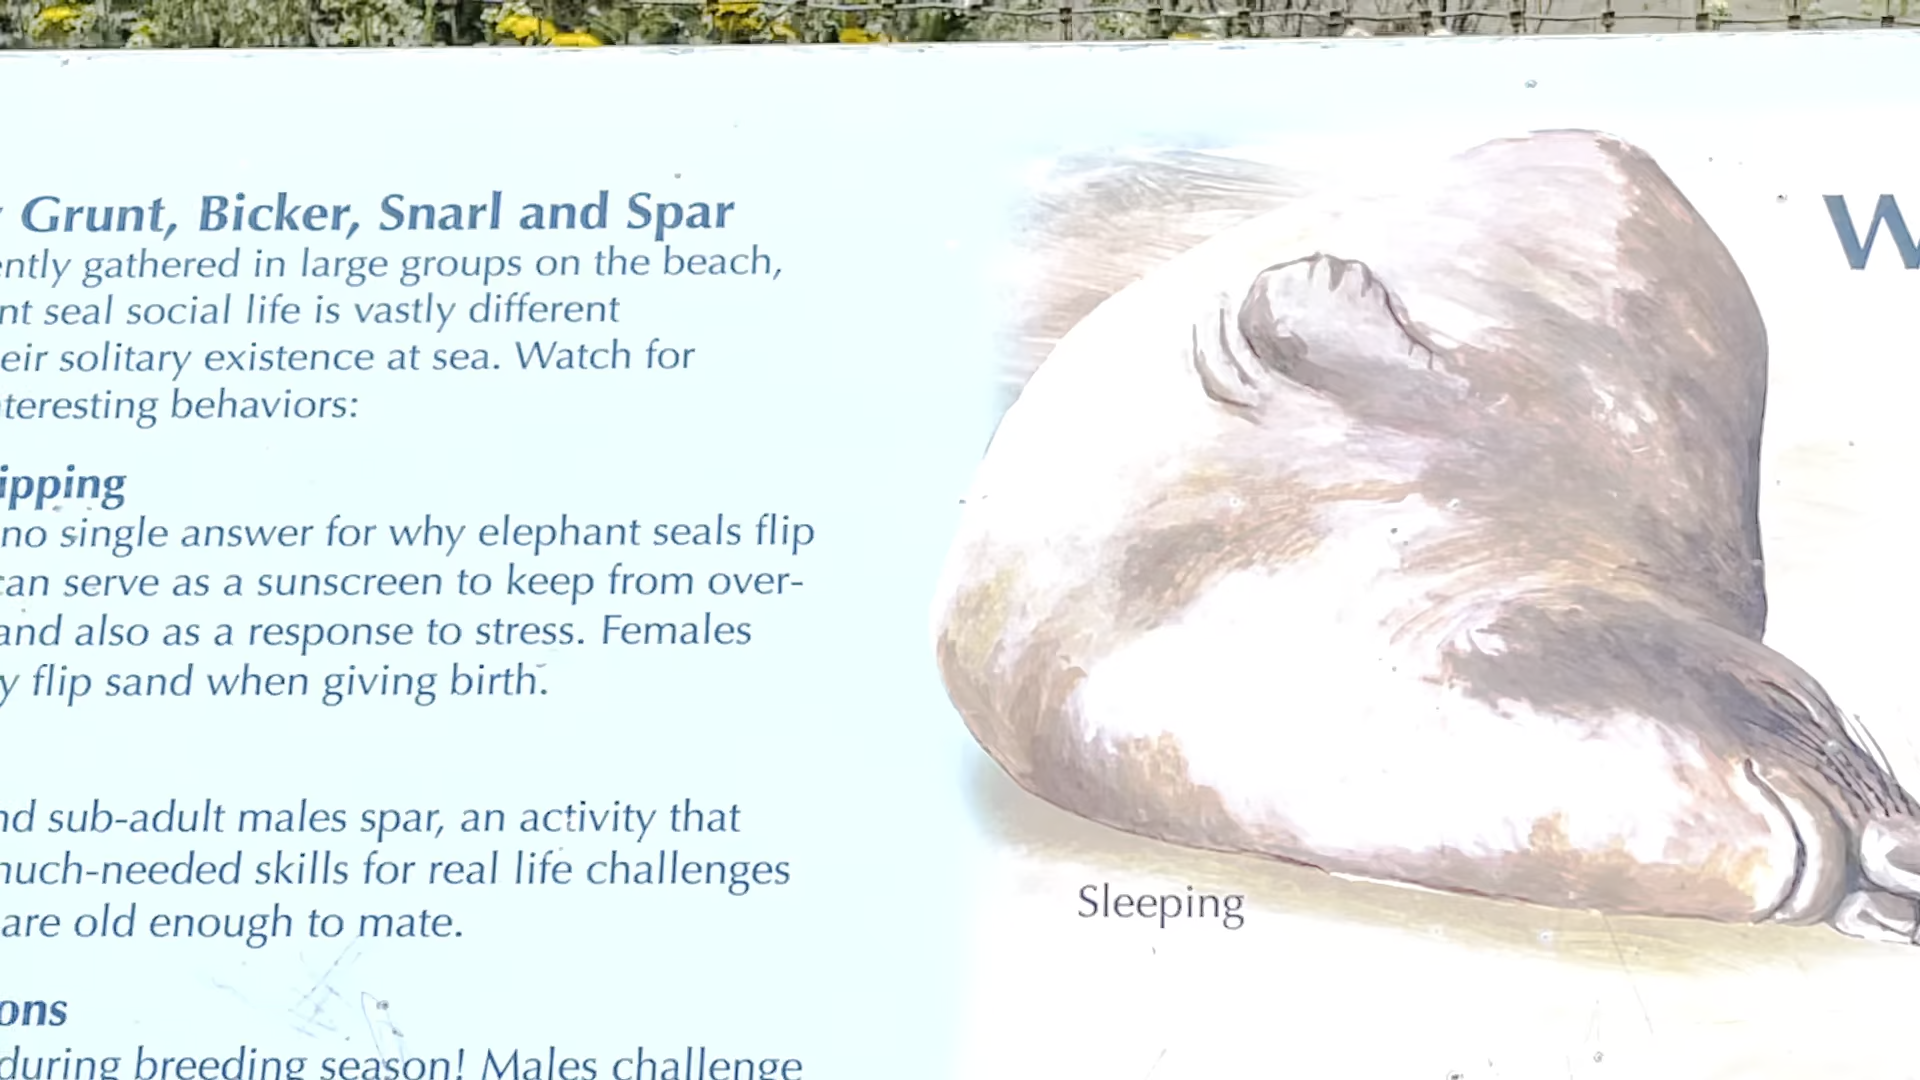 Grunt, Bicker, Snarl and Spar
ently gathered in large groups on the beach,
nt seal social life is vastly different
eir solitary existence at sea. Watch for
teresting behaviors:
ipping
no single answer for why elephant seals flip
can serve as a sunscreen to keep from over-
and also as a response to stress. Females
y flip sand when giving birth.
nd sub-adult males spar, an activity that
much-needed skills for real life challenges
are old enough to mate.
ons
during breeding season! Males challenge
Sleeping
W